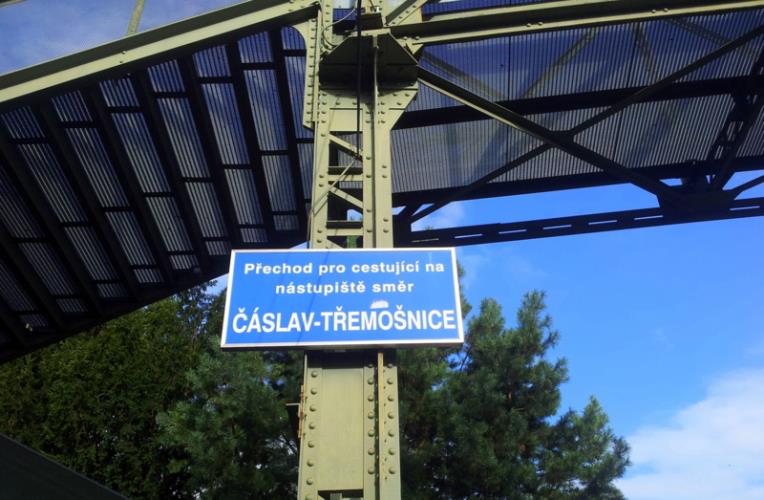 Přechod pro cestující na
nástupiště směr
ČÁSLAV-TŘEMOŠNICE